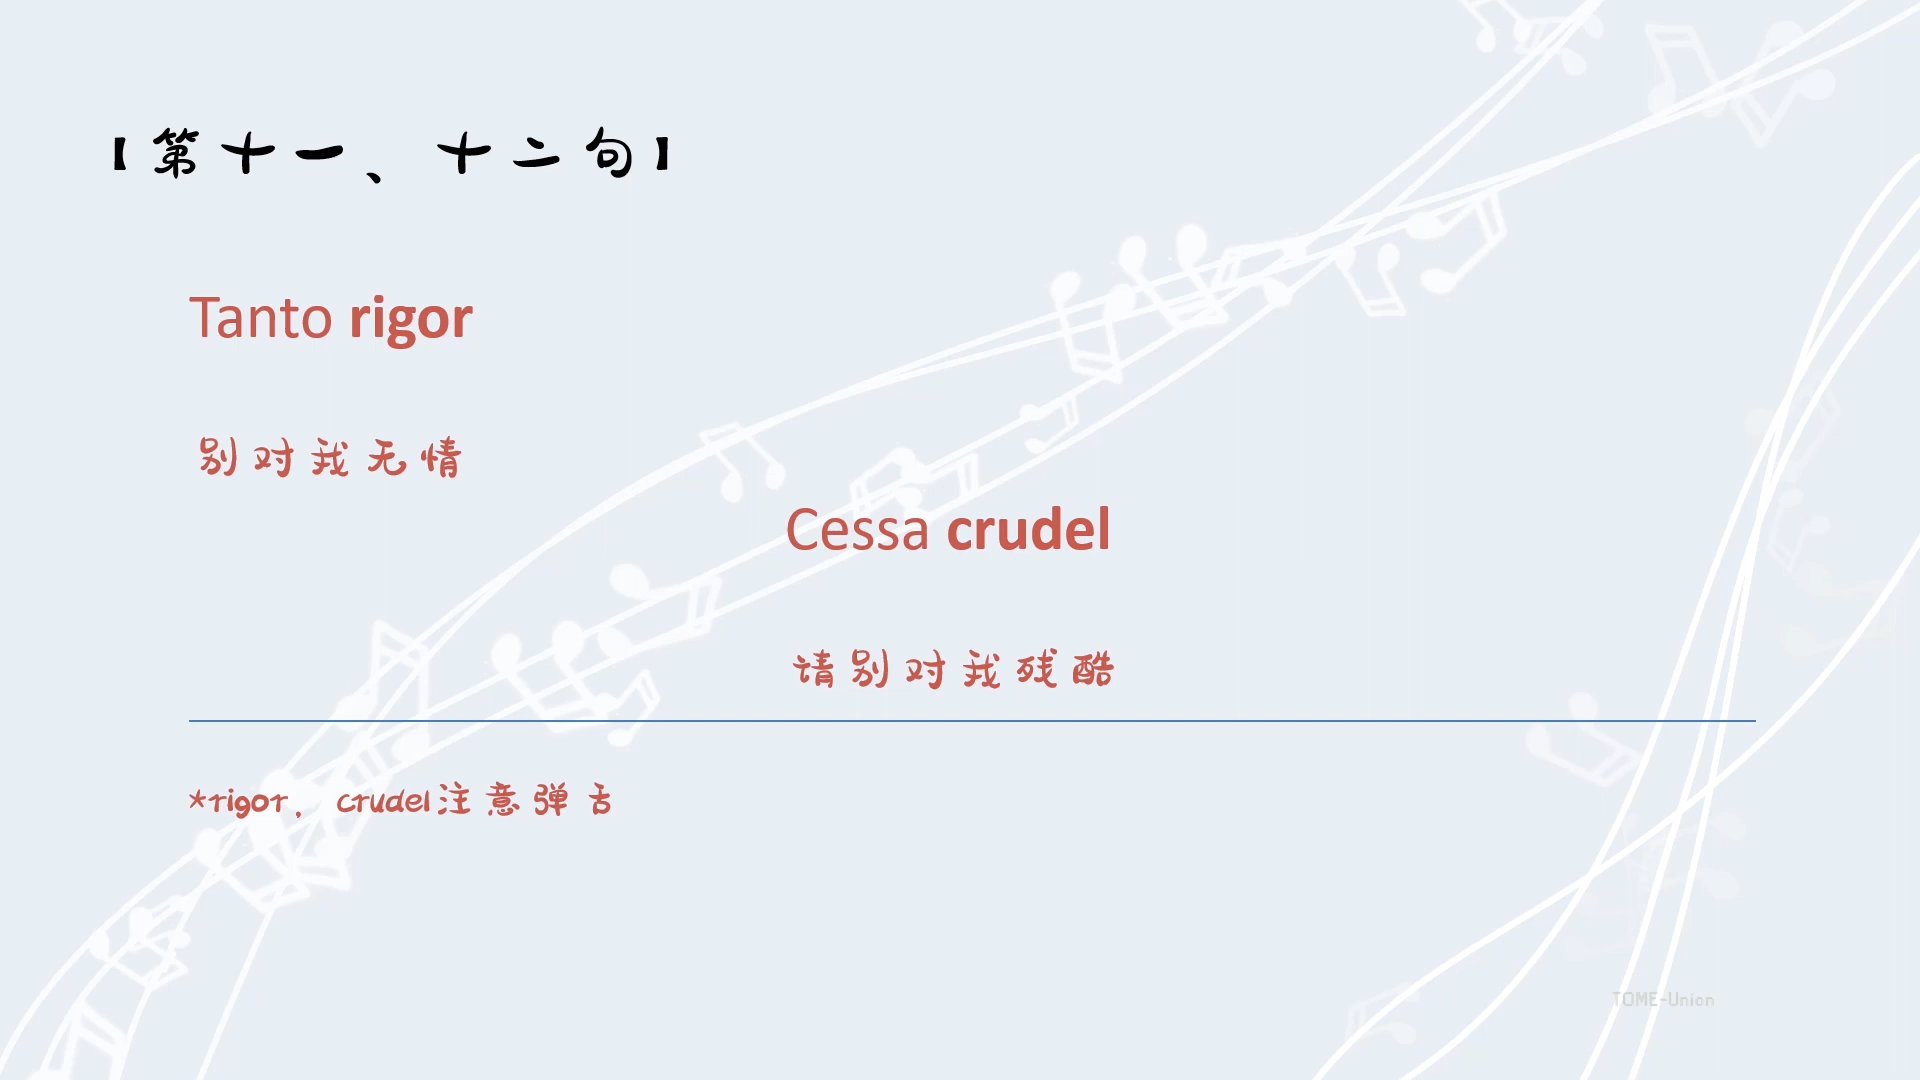 【第十一、十二句】
Tanto rigor
别对我无情
Cessa crudel
请别对我残酷
*rigor，crudel注意弹舌
TOME-Union